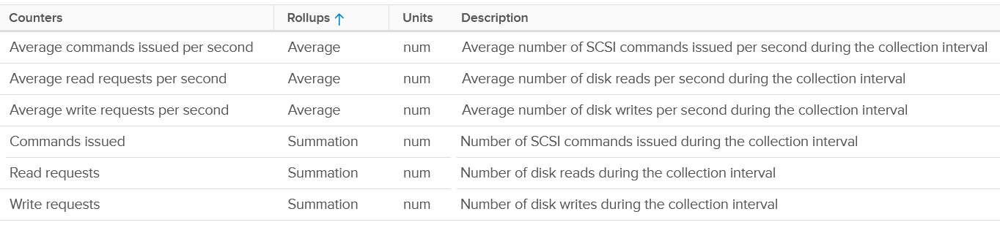 Counters Rollups ↑ Units Description
Average commands issued per second Average num Average number of SCSI commands issued per second during the collection interval
Average read requests per second Average num Average number of disk reads per second during the collection interval
Average write requests per second Average num Average number of disk writes per second during the collection interval
Commands issued Summation num Number of SCSI commands issued during the collection interval
Read requests Summation num Number of disk reads during the collection interval
Write requests Summation num Number of disk writes during the collection interval